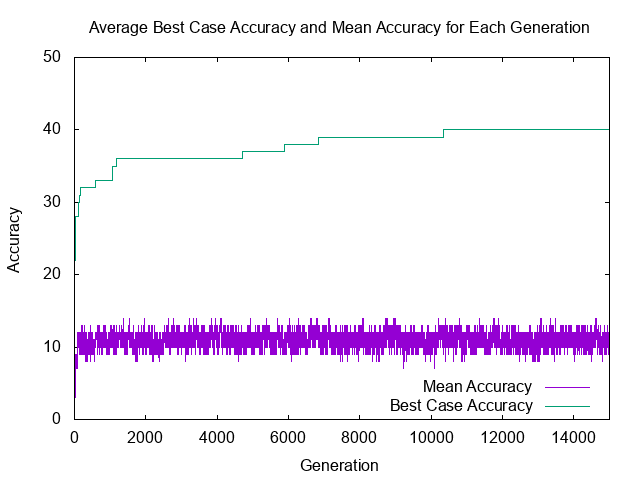 Average Best Case Accuracy and Mean Accuracy for Each Generation
50
40
30
20
10
0
Accuracy
0 2000 4000 6000 8000 10000 12000 14000
Generation
Mean Accuracy
Best Case Accuracy